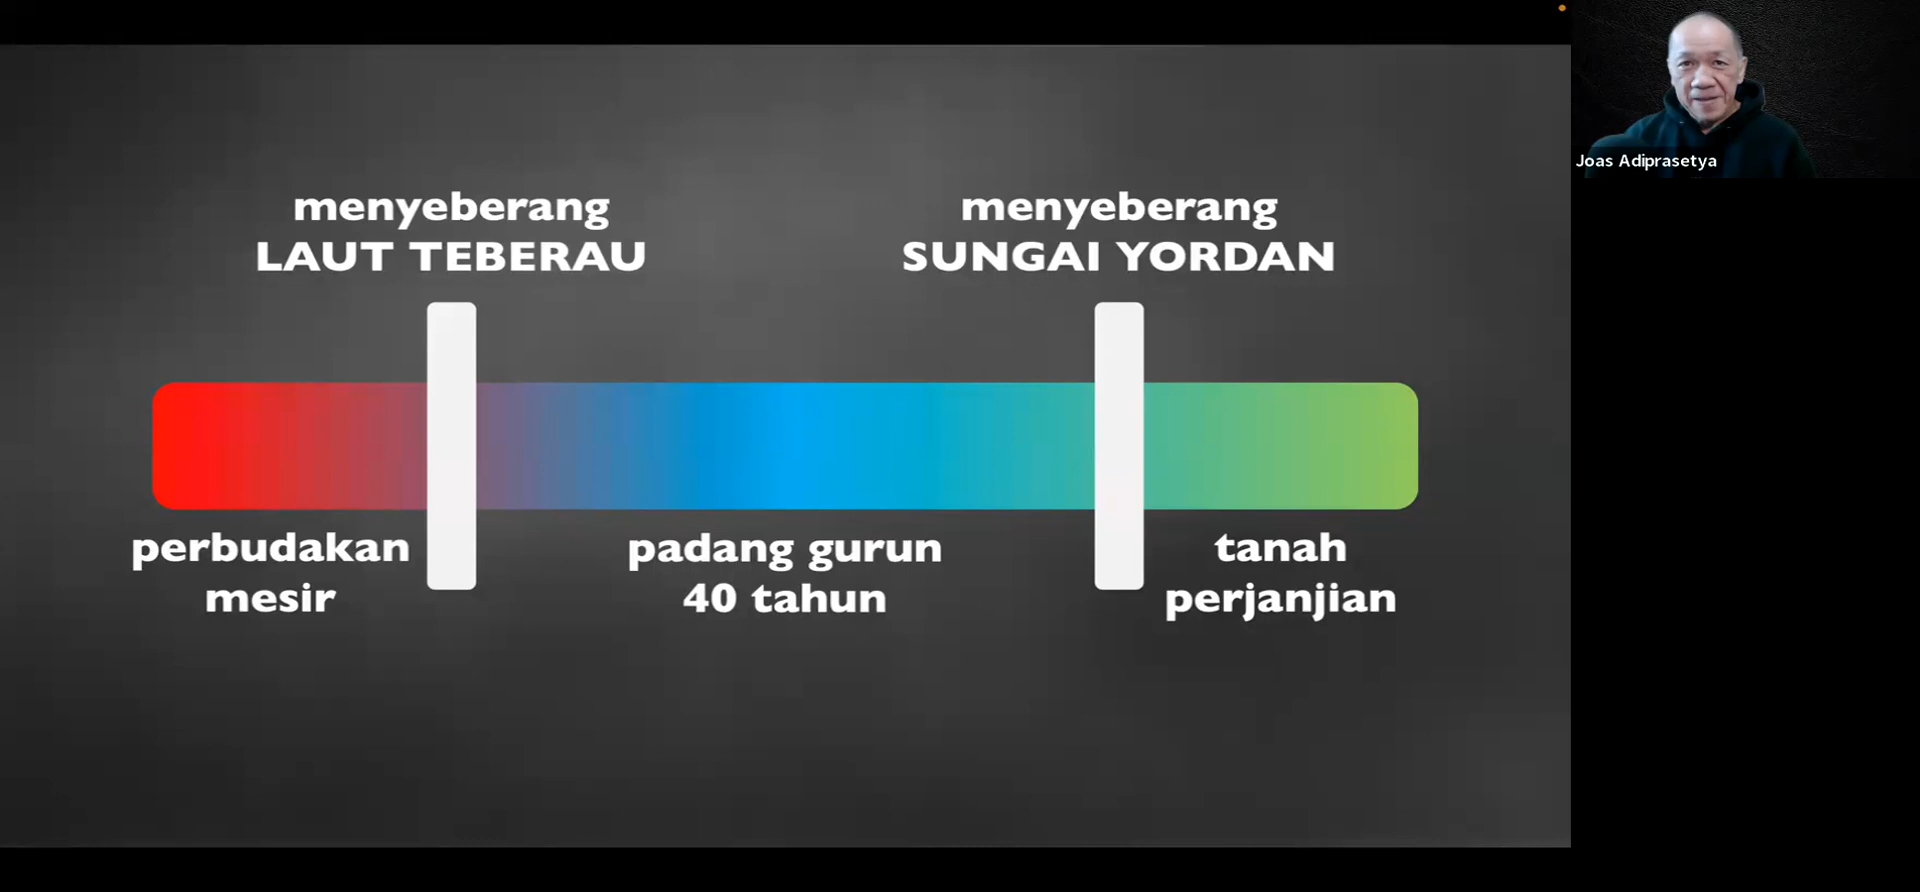 menyeberang
LAUT TEBERAU
menyeberang
SUNGAI YORDAN
perbudakan
mesir
padang gurun
40 tahun
tanah
perjanjian
Joas Adiprasetya